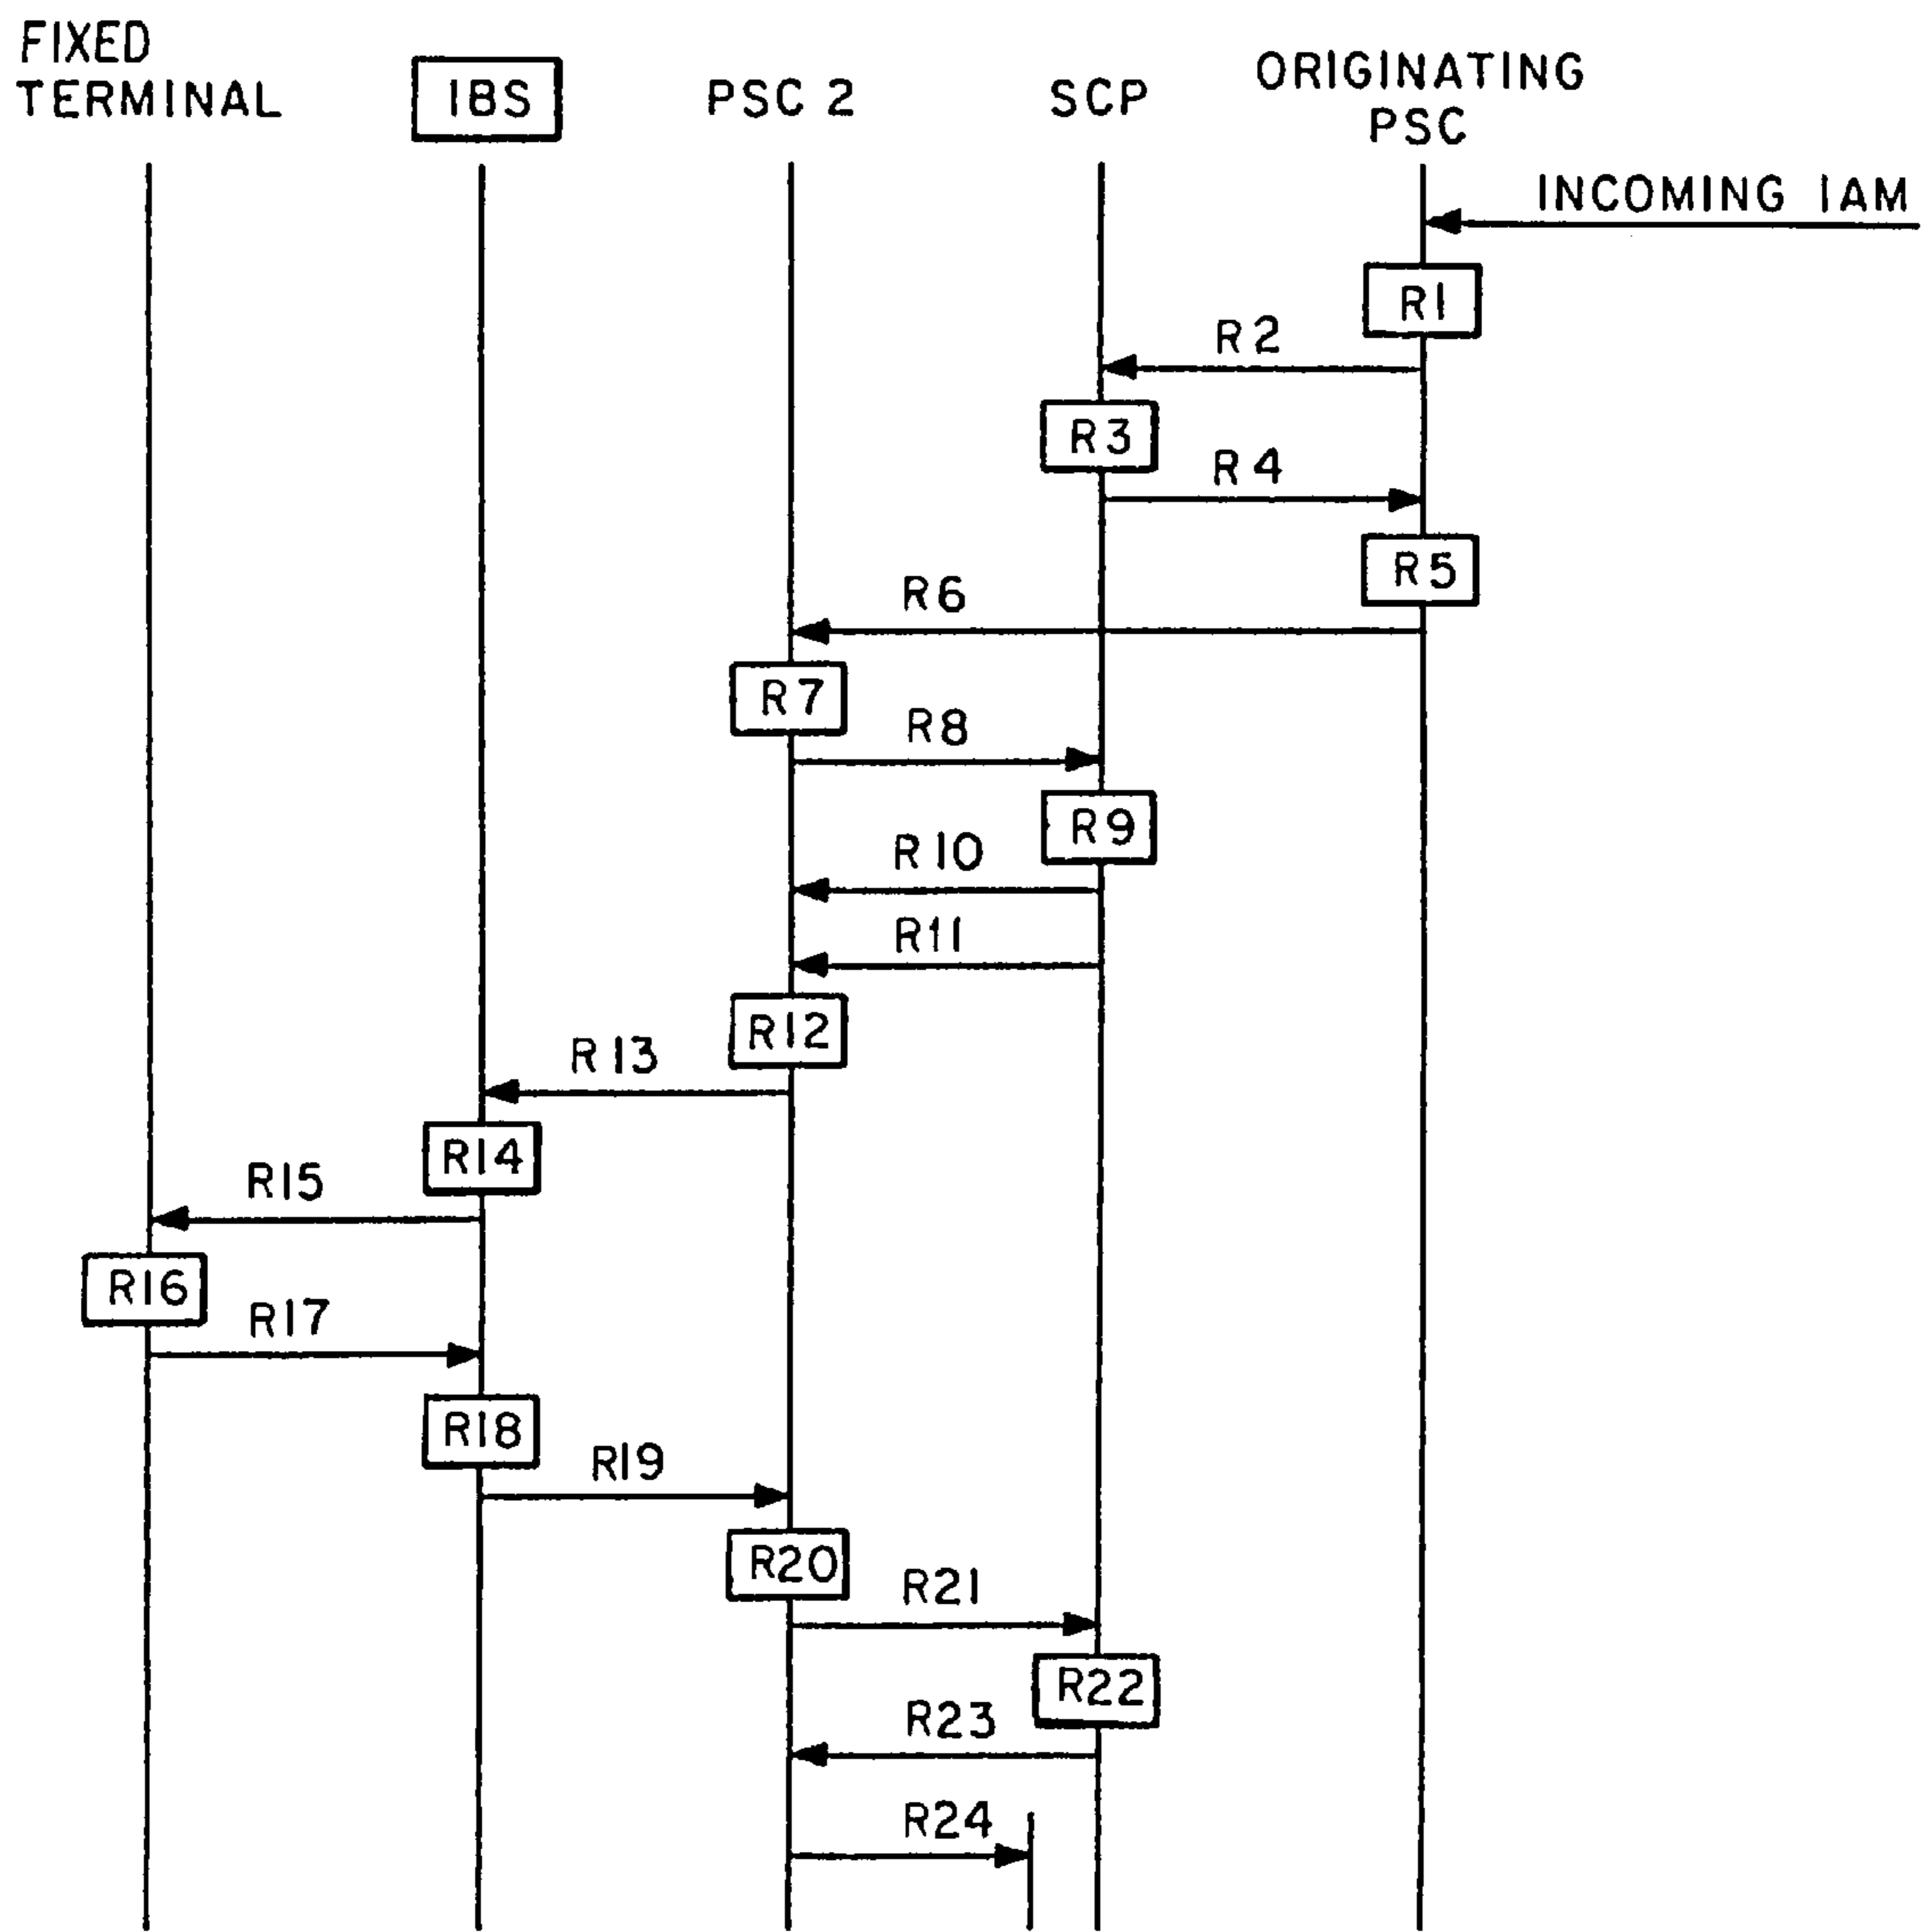 FIXED
TERMINAL
IBS
PSC 2
SCP
ORIGINATING
PSC
INCOMING IAM
R1
R2
R3
R4
R5
R6
R7
R8
R9
R10
R11
R12
R13
R14
R15
R16
R17
R18
R19
R20
R21
R22
R23
R24